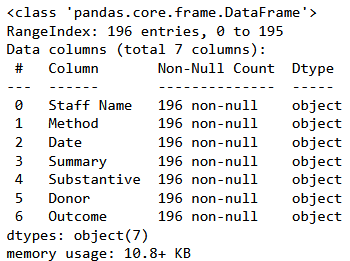 <class 'pandas.core.frame.DataFrame'>
RangeIndex: 196 entries, 0 to 195
Data columns (total 7 columns):
 #   Column       Non-Null Count  Dtype
---  ------       --------------  -----
 0   Staff Name   196 non-null    object
 1   Method       196 non-null    object
 2   Date         196 non-null    object
 3   Summary      196 non-null    object
 4   Substantive  196 non-null    object
 5   Donor        196 non-null    object
 6   Outcome      196 non-null    object
dtypes: object(7)
memory usage: 10.8+ KB